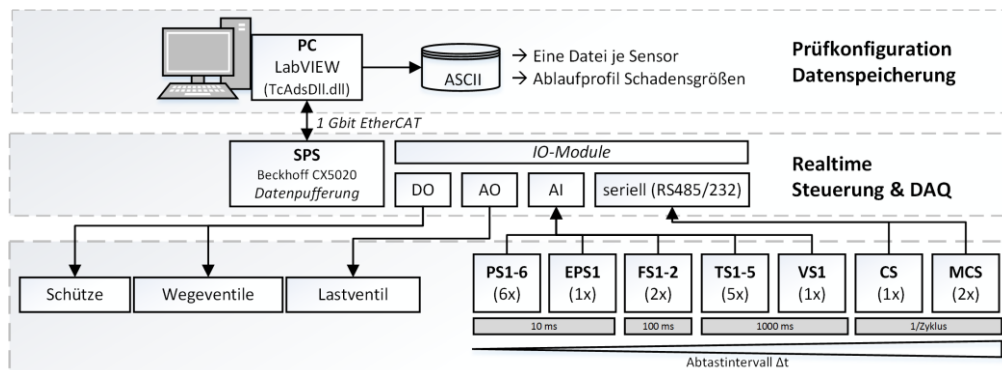 PC
LabVIEW
(TcAdsDll.dll)
ASCII
→ Eine Datei je Sensor
→ Ablaufprofil Schadensgrößen
Prüfkonfiguration
Datenspeicherung
1 Gbit EtherCAT
SPS
Beckhoff CX5020
Datenpufferung
IO-Module
DO
AO
AI
seriell (RS485/232)
Realtime
Steuerung & DAQ
Schütze
Wegeventile
Lastventil
PS1-6
(6x)
EPS1
(1x)
FS1-2
(2x)
TS1-5
(5x)
VS1
(1x)
CS
(1x)
MCS
(2x)
10 ms
100 ms
1000 ms
1/Zyklus
Abtastintervall Δt